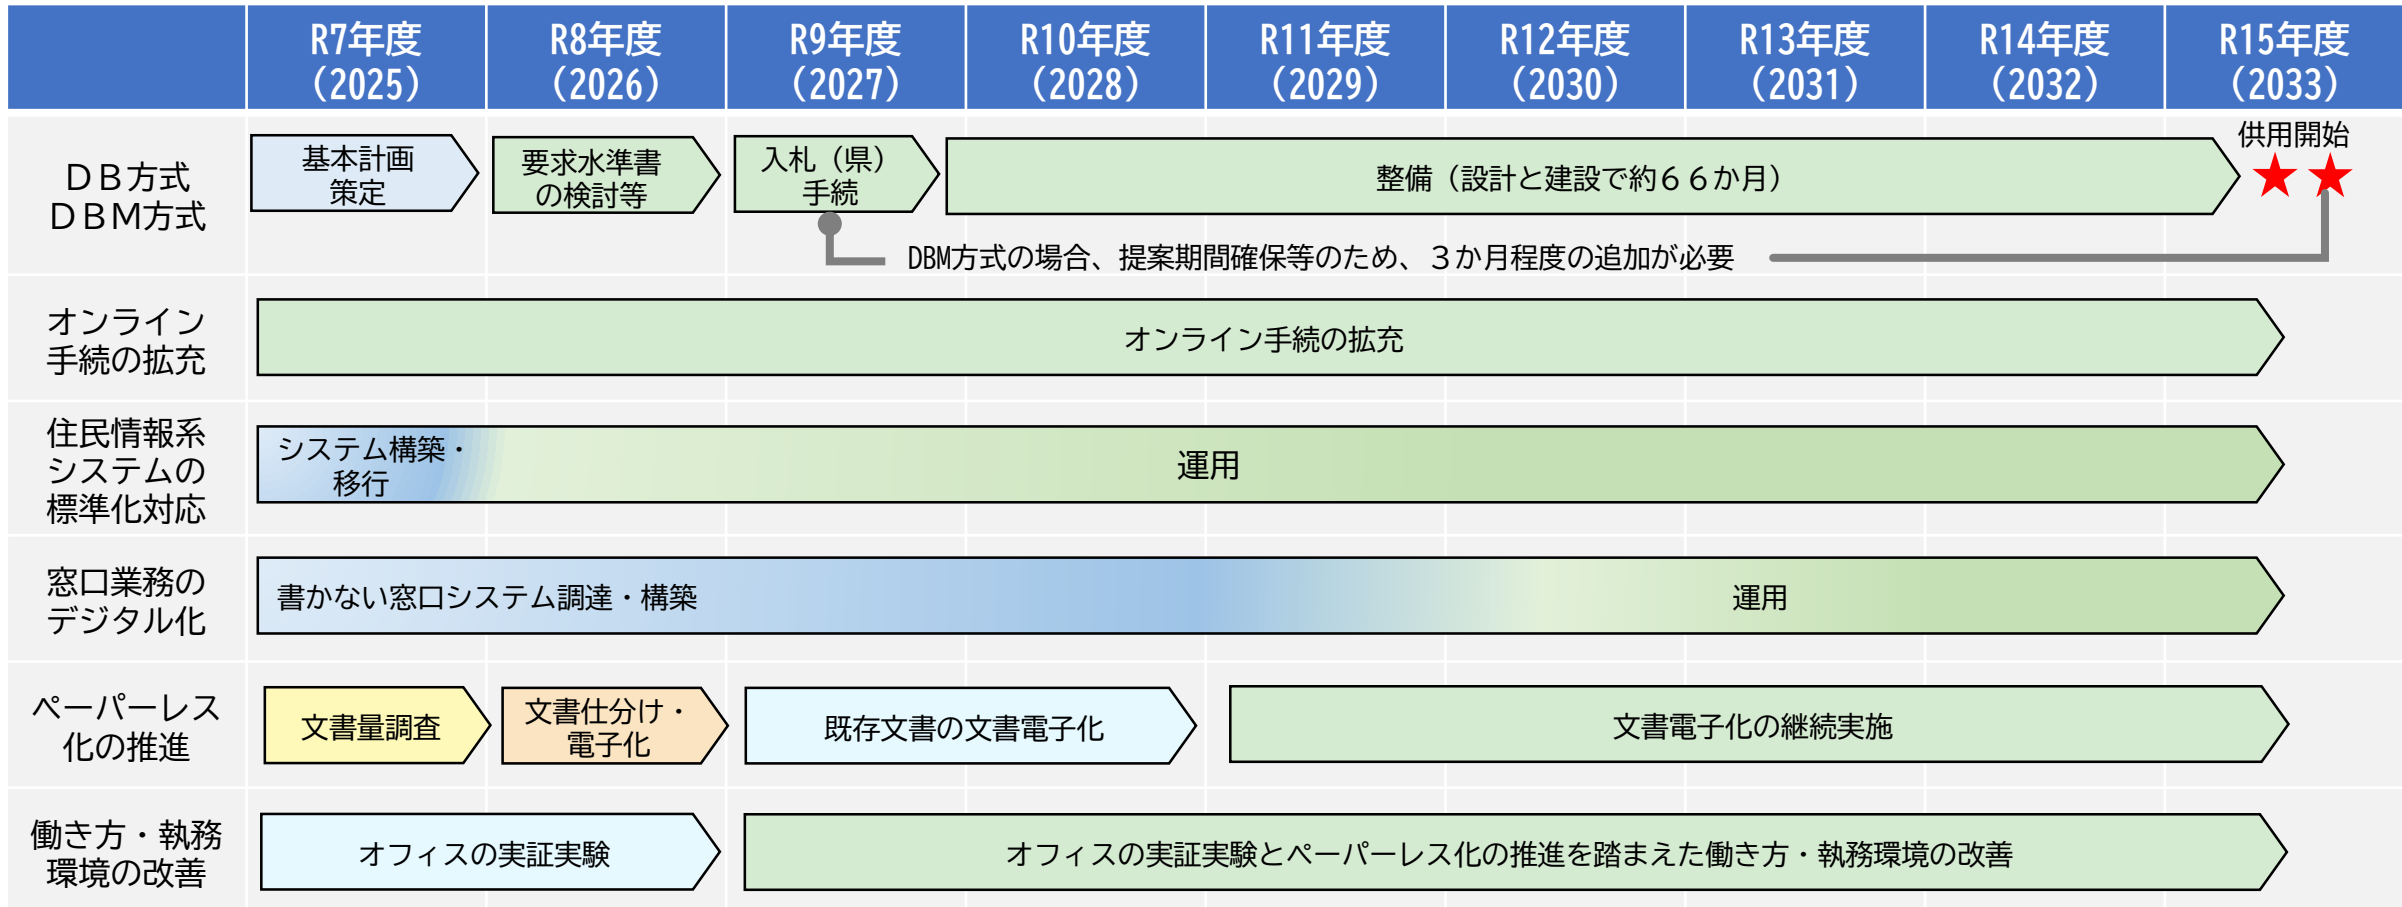 R7年度
（2025）
R8年度
（2026）
R9年度
（2027）
R10年度
（2028）
R11年度
（2029）
R12年度
（2030）
R13年度
（2031）
R14年度
（2032）
R15年度
（2033）
ＤＢ方式
ＤＢＭ方式
基本計画
策定
要求水準書
の検討等
入札（県）
手続
整備（設計と建設で約６６か月）
供用開始
★ ★
DBM方式の場合、提案期間確保等のため、３か月程度の追加が必要
オンライン
手続の拡充
オンライン手続の拡充
住民情報系
システムの
標準化対応
システム構築・
移行
運用
窓口業務の
デジタル化
書かない窓口システム調達・構築
運用
ペーパーレス
化の推進
文書量調査
文書仕分け・
電子化
既存文書の文書電子化
文書電子化の継続実施
働き方・執務
環境の改善
オフィスの実証実験
オフィスの実証実験とペーパーレス化の推進を踏まえた働き方・執務環境の改善